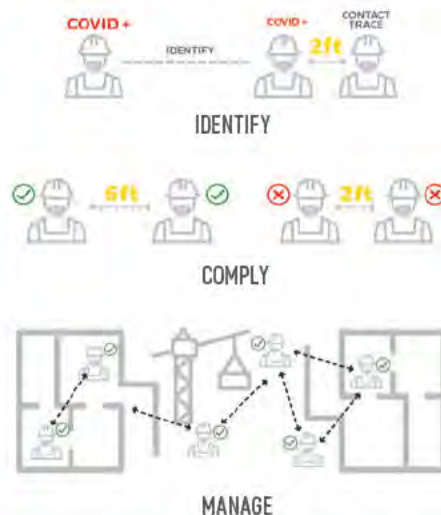 COVID +
IDENTIFY
COVID +
2ft
CONTACT
TRACE
IDENTIFY
6ft
2ft
COMPLY
MANAGE